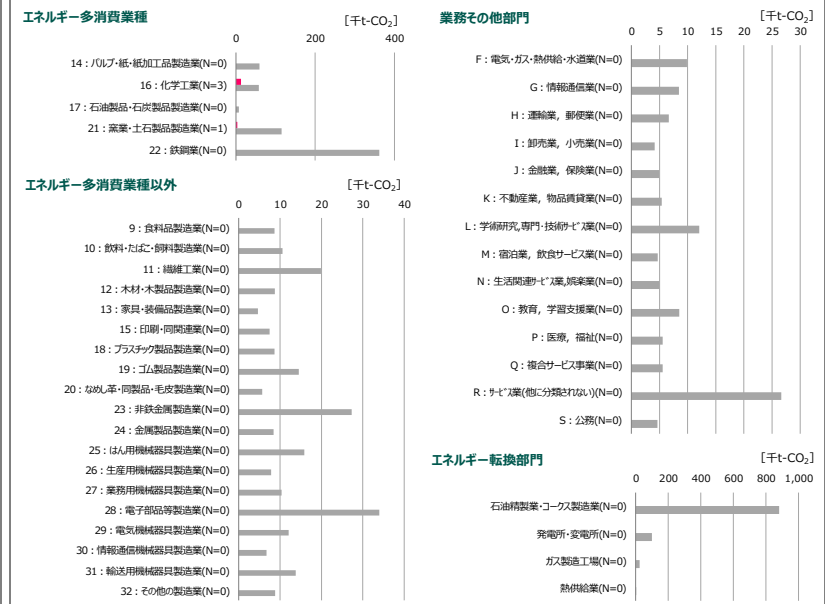 エネルギー多消費業種
[千t-CO₂]
0 200 400
14：パルプ・紙・紙加工品製造業(N=0)
16：化学工業(N=3)
17：石油製品・石炭製品製造業(N=0)
21：窯業・土石製品製造業(N=1)
22：鉄鋼業(N=0)
エネルギー多消費業種以外
[千t-CO₂]
0 10 20 30 40
9：食料品製造業(N=0)
10：飲料・たばこ・飼料製造業(N=0)
11：繊維工業(N=0)
12：木材・木製品製造業(N=0)
13：家具・装備品製造業(N=0)
15：印刷・同関連業(N=0)
18：プラスチック製品製造業(N=0)
19：ゴム製品製造業(N=0)
20：なめし革・同製品・毛皮製造業(N=0)
23：非鉄金属製造業(N=0)
24：金属製品製造業(N=0)
25：はん用機械器具製造業(N=0)
26：生産用機械器具製造業(N=0)
27：業務用機械器具製造業(N=0)
28：電子部品等製造業(N=0)
29：電気機械器具製造業(N=0)
30：情報通信機械器具製造業(N=0)
31：輸送用機械器具製造業(N=0)
32：その他の製造業(N=0)
業務その他部門
[千t-CO₂]
0 5 10 15 20 25 30
F：電気・ガス・熱供給・水道業(N=0)
G：情報通信業(N=0)
H：運輸業，郵便業(N=0)
I：卸売業，小売業(N=0)
J：金融業，保険業(N=0)
K：不動産業，物品賃貸業(N=0)
L：学術研究,専門・技術サービス業(N=0)
M：宿泊業，飲食サービス業(N=0)
N：生活関連サービス業,娯楽業(N=0)
O：教育，学習支援業(N=0)
P：医療，福祉(N=0)
Q：複合サービス事業(N=0)
R：サービス業(他に分類されない)(N=0)
S：公務(N=0)
エネルギー転換部門
[千t-CO₂]
0 200 400 600 800 1,000
石油精製業・コークス製造業(N=0)
発電所・変電所(N=0)
ガス製造工場(N=0)
熱供給業(N=0)